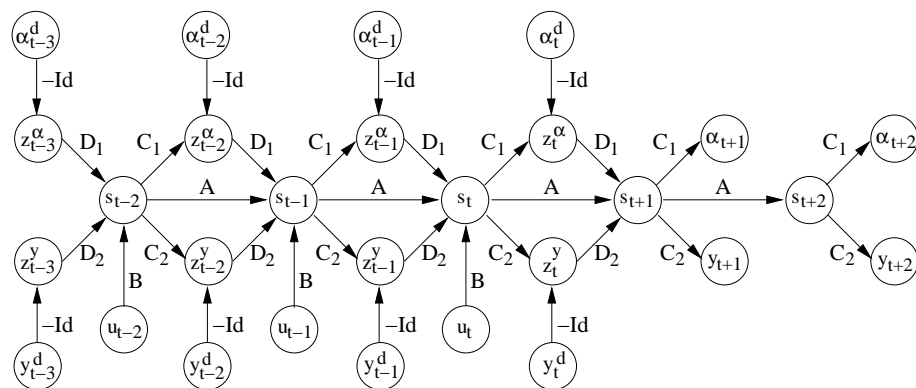 α^d_{t−3} α^d_{t−2} α^d_{t−1} α^d_t
−Id −Id −Id −Id
z^α_{t−3} D_1 C_1 z^α_{t−2} D_1 C_1 z^α_{t−1} D_1 C_1 z^α_t D_1 C_1 α_{t+1} C_1 α_{t+2}
A A A A
s_{t−2} s_{t−1} s_t s_{t+1} s_{t+2}
z^y_{t−3} D_2 C_2 z^y_{t−2} D_2 C_2 z^y_{t−1} D_2 C_2 z^y_t D_2 C_2 y_{t+1} C_2 y_{t+2}
B B B
−Id u_{t−2} −Id u_{t−1} −Id u_t −Id
y^d_{t−3} y^d_{t−2} y^d_{t−1} y^d_t